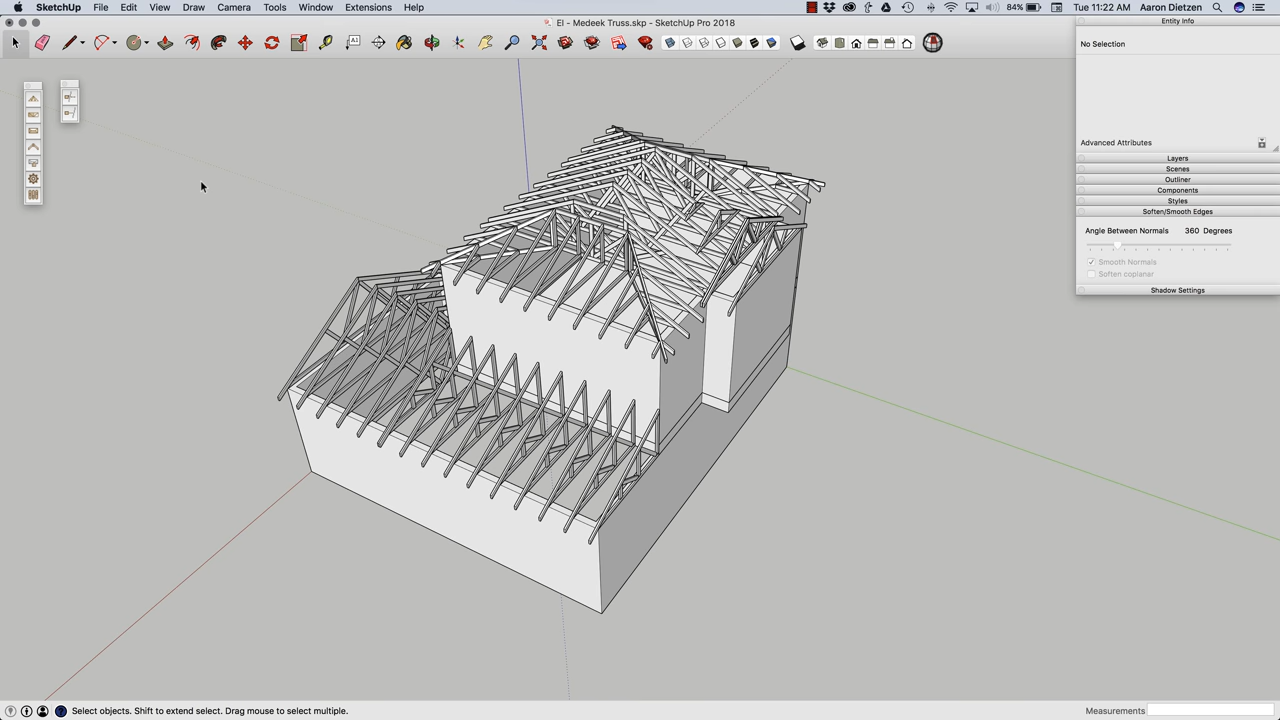 SketchUp File Edit View Draw Camera Tools Window Extensions Help 84% Tue 11:22 AM Aaron Dietzen
EI - Medeek Truss.skp - SketchUp Pro 2018
Entity Info
No Selection
Advanced Attributes
Layers
Scenes
Outliner
Components
Styles
Soften/Smooth Edges
Angle Between Normals 360 Degrees
Smooth Normals
Soften coplanar
Shadow Settings
Select objects. Shift to extend select. Drag mouse to select multiple.
Measurements